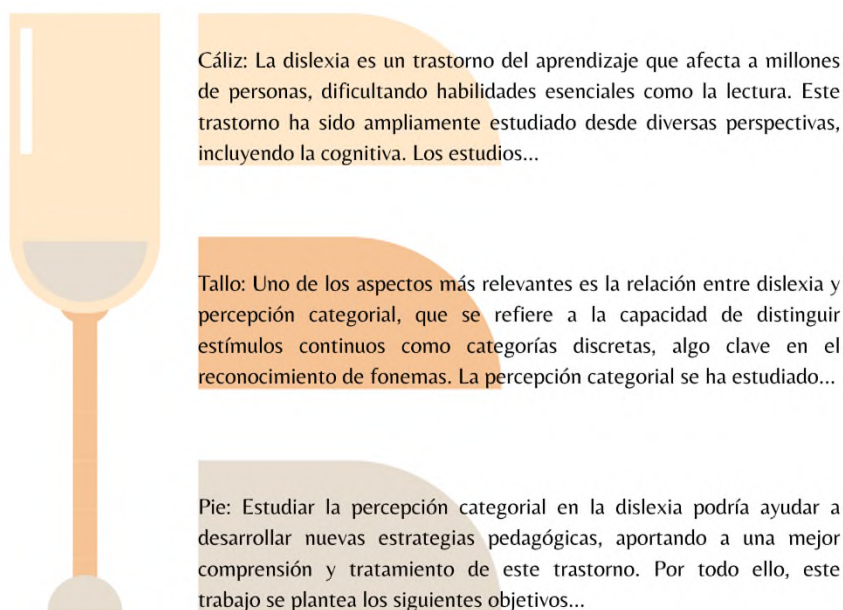 Cáliz: La dislexia es un trastorno del aprendizaje que afecta a millones
de personas, dificultando habilidades esenciales como la lectura. Este
trastorno ha sido ampliamente estudiado desde diversas perspectivas,
incluyendo la cognitiva. Los estudios...
Tallo: Uno de los aspectos más relevantes es la relación entre dislexia y
percepción categorial, que se refiere a la capacidad de distinguir
estímulos continuos como categorías discretas, algo clave en el
reconocimiento de fonemas. La percepción categorial se ha estudiado...
Pie: Estudiar la percepción categorial en la dislexia podría ayudar a
desarrollar nuevas estrategias pedagógicas, aportando a una mejor
comprensión y tratamiento de este trastorno. Por todo ello, este
trabajo se plantea los siguientes objetivos...